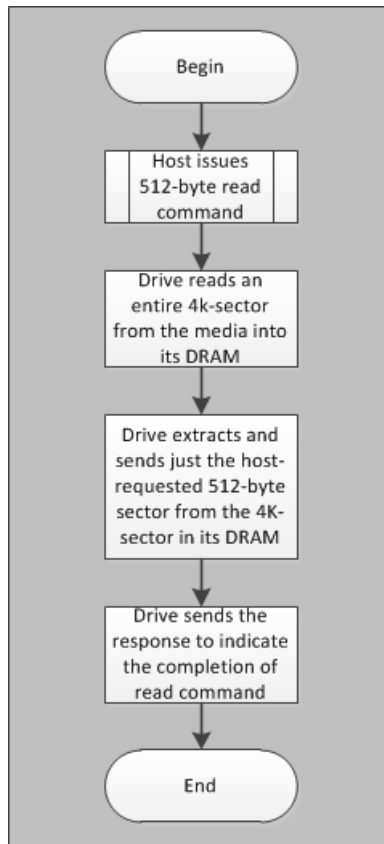 Begin
Host issues
512-byte read
command
Drive reads an
entire 4k-sector
from the media into
its DRAM
Drive extracts and
sends just the host-
requested 512-byte
sector from the 4K-
sector in its DRAM
Drive sends the
response to indicate
the completion of
read command
End